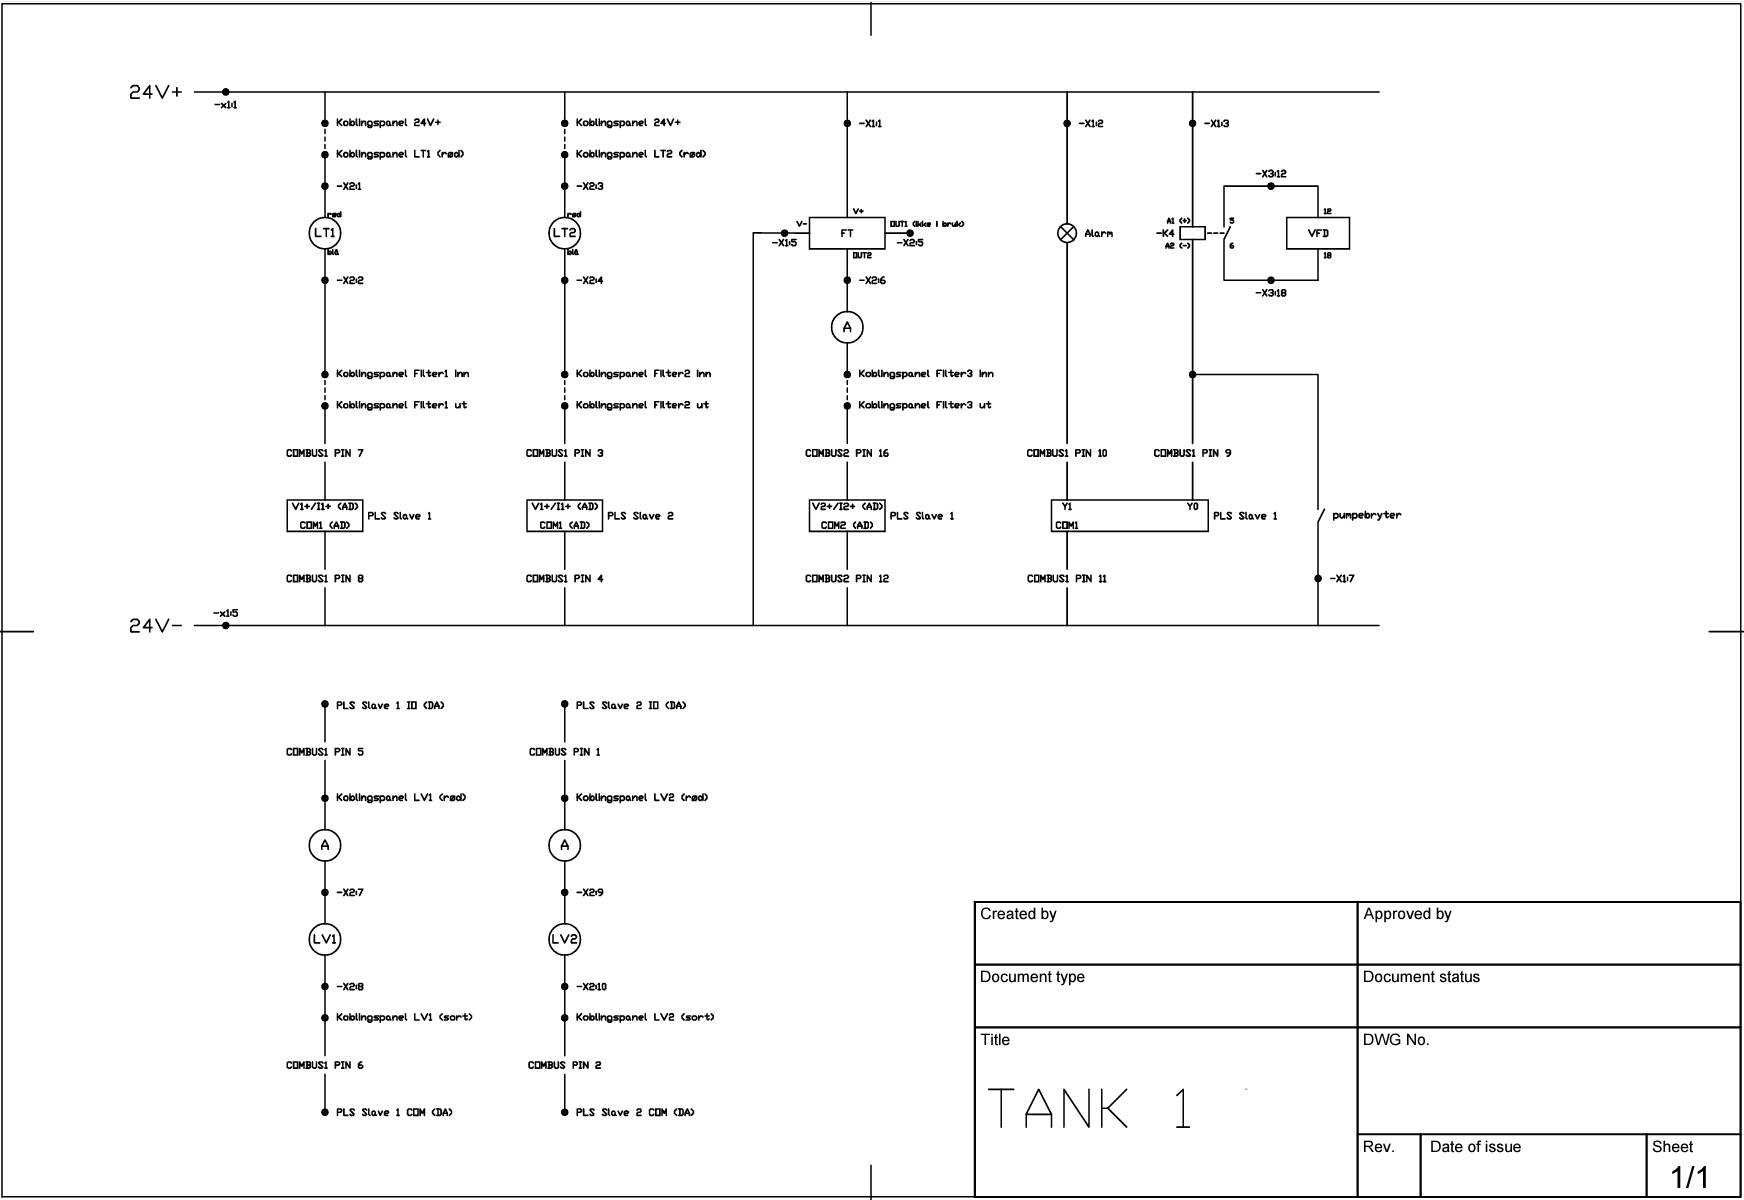 24V+
-x1:1
Koblingspanel 24V+
Koblingspanel 24V+
-X1:1
-X1:2
-X1:3
Koblingspanel LT1 (rød)
Koblingspanel LT2 (rød)
-X2:1
-X2:3
-X3:12
rød
rød
V+
A1 (+)
5
12
LT1
LT2
V-
FT
OUT1 (ikke i bruk)
-X1:5
-X2:5
Alarm
-K4
VFD
blå
blå
OUT2
A2 (-)
6
18
-X2:2
-X2:4
-X2:6
-X3:18
A
Koblingspanel Filter1 inn
Koblingspanel Filter2 inn
Koblingspanel Filter3 inn
Koblingspanel Filter1 ut
Koblingspanel Filter2 ut
Koblingspanel Filter3 ut
COMBUS1 PIN 7
COMBUS1 PIN 3
COMBUS2 PIN 16
COMBUS1 PIN 10
COMBUS1 PIN 9
V1+/I1+ (AD)
COM1 (AD)
PLS Slave 1
V1+/I1+ (AD)
COM1 (AD)
PLS Slave 2
V2+/I2+ (AD)
COM2 (AD)
PLS Slave 1
Y1
Y0
COM1
PLS Slave 1
pumpebryter
COMBUS1 PIN 8
COMBUS1 PIN 4
COMBUS2 PIN 12
COMBUS1 PIN 11
-X1:7
24V-
-x1:5
PLS Slave 1 IO (DA)
PLS Slave 2 IO (DA)
COMBUS1 PIN 5
COMBUS PIN 1
Koblingspanel LV1 (rød)
Koblingspanel LV2 (rød)
A
A
-X2:7
-X2:9
LV1
LV2
-X2:8
-X2:10
Koblingspanel LV1 (sort)
Koblingspanel LV2 (sort)
COMBUS1 PIN 6
COMBUS PIN 2
PLS Slave 1 COM (DA)
PLS Slave 2 COM (DA)
Created by
Approved by
Document type
Document status
Title
DWG No.
TANK 1
Rev.
Date of issue
Sheet
1/1